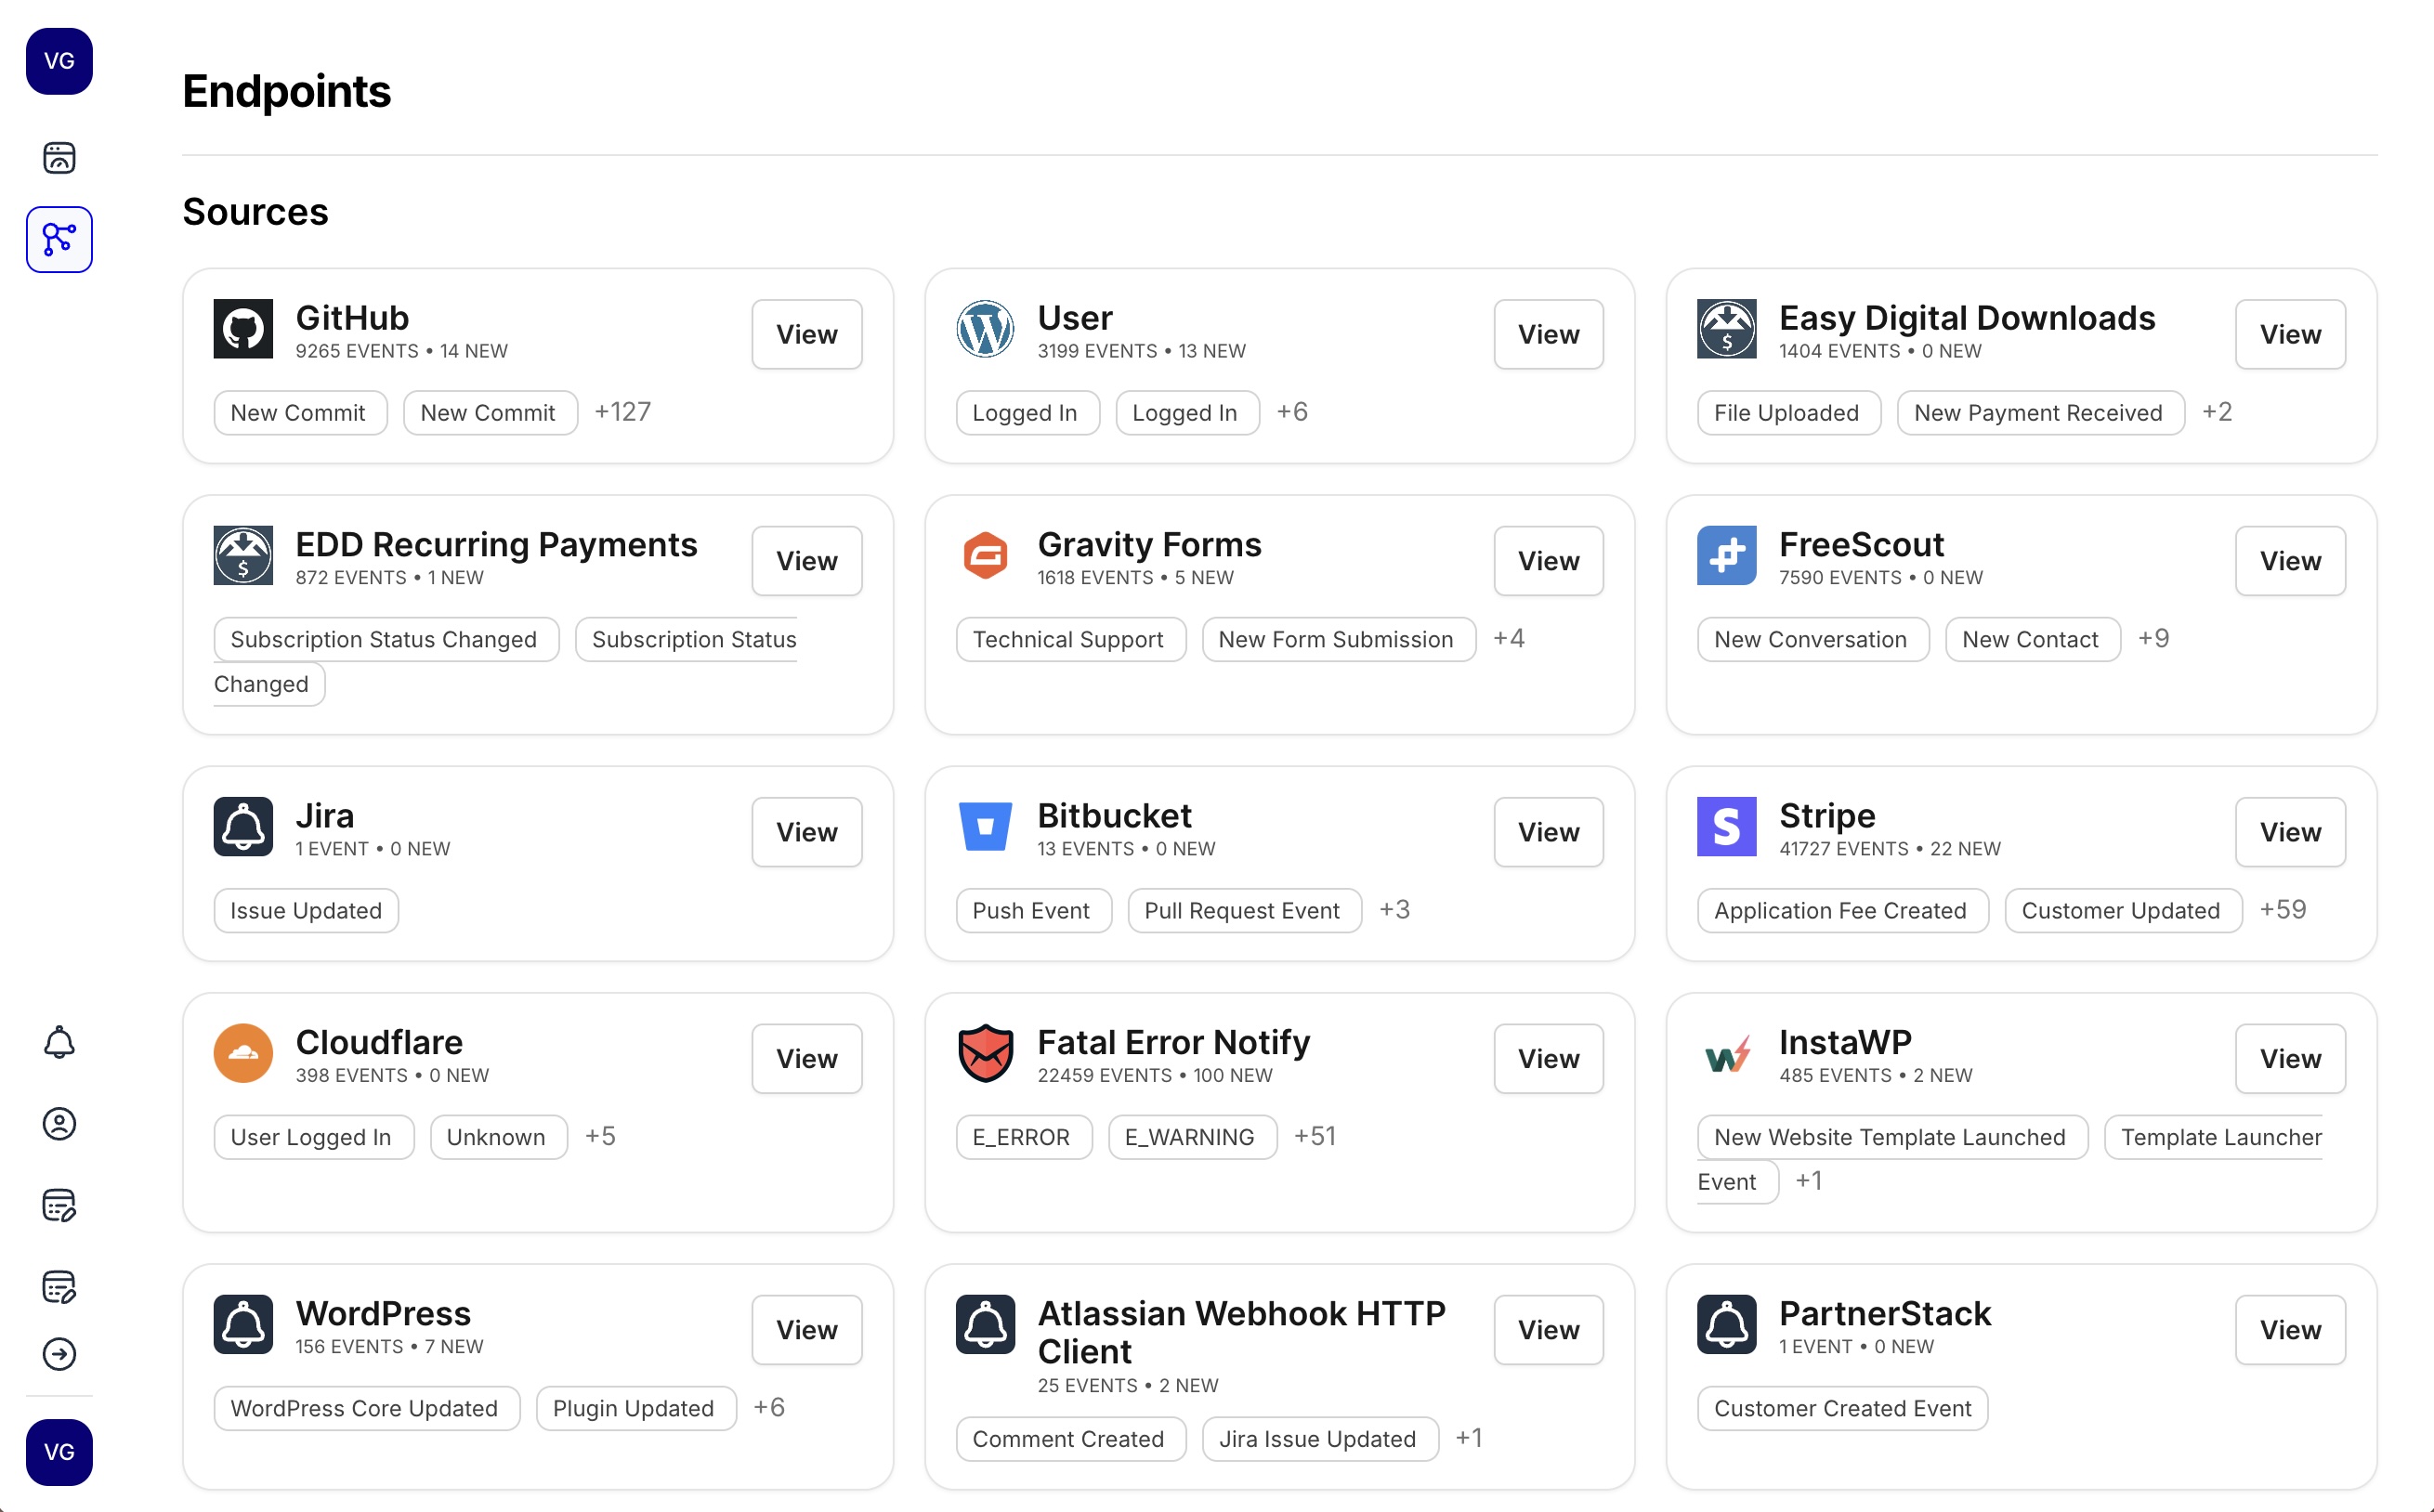 VG
Endpoints
Sources
GitHub
9265 EVENTS • 14 NEW
View
New Commit
New Commit
+127
User
3199 EVENTS • 13 NEW
View
Logged In
Logged In
+6
Easy Digital Downloads
1404 EVENTS • 0 NEW
View
File Uploaded
New Payment Received
+2
EDD Recurring Payments
872 EVENTS • 1 NEW
View
Subscription Status Changed
Subscription Status
Changed
Gravity Forms
1618 EVENTS • 5 NEW
View
Technical Support
New Form Submission
+4
FreeScout
7590 EVENTS • 0 NEW
View
New Conversation
New Contact
+9
Jira
1 EVENT • 0 NEW
View
Issue Updated
Bitbucket
13 EVENTS • 0 NEW
View
Push Event
Pull Request Event
+3
Stripe
41727 EVENTS • 22 NEW
View
Application Fee Created
Customer Updated
+59
Cloudflare
398 EVENTS • 0 NEW
View
User Logged In
Unknown
+5
Fatal Error Notify
22459 EVENTS • 100 NEW
View
E_ERROR
E_WARNING
+51
InstaWP
485 EVENTS • 2 NEW
View
New Website Template Launched
Template Launcher
Event
+1
WordPress
156 EVENTS • 7 NEW
View
WordPress Core Updated
Plugin Updated
+6
Atlassian Webhook HTTP
Client
25 EVENTS • 2 NEW
View
Comment Created
Jira Issue Updated
+1
PartnerStack
1 EVENT • 0 NEW
View
Customer Created Event
VG